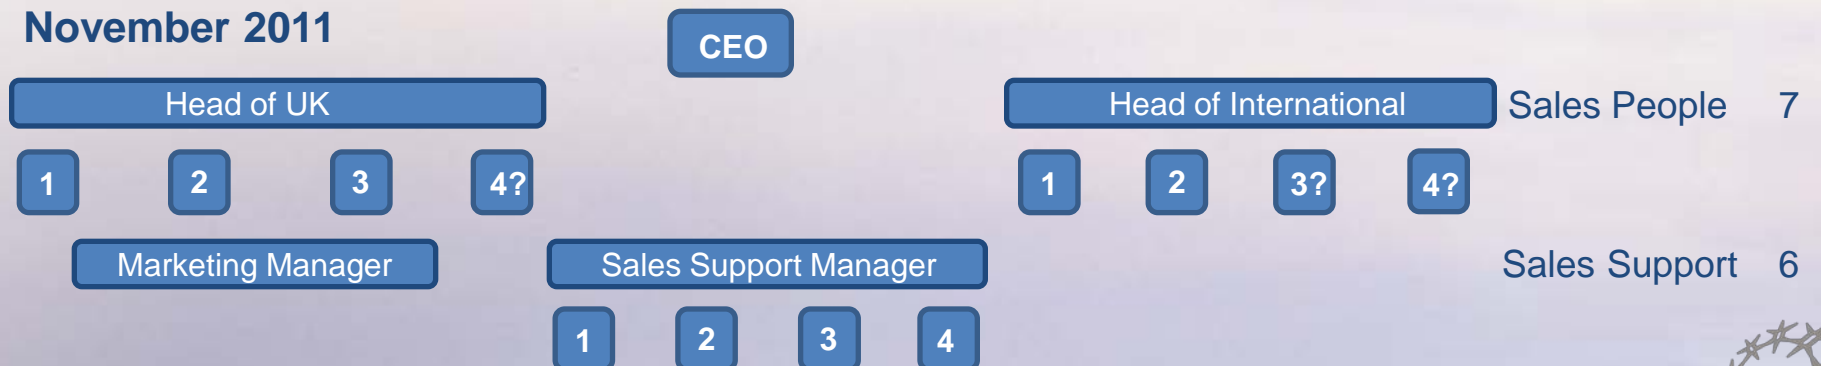 November 2011
CEO
Head of UK
Head of International
Sales People 7
1 2 3 4?
1 2 3? 4?
Marketing Manager
Sales Support Manager
Sales Support 6
1 2 3 4